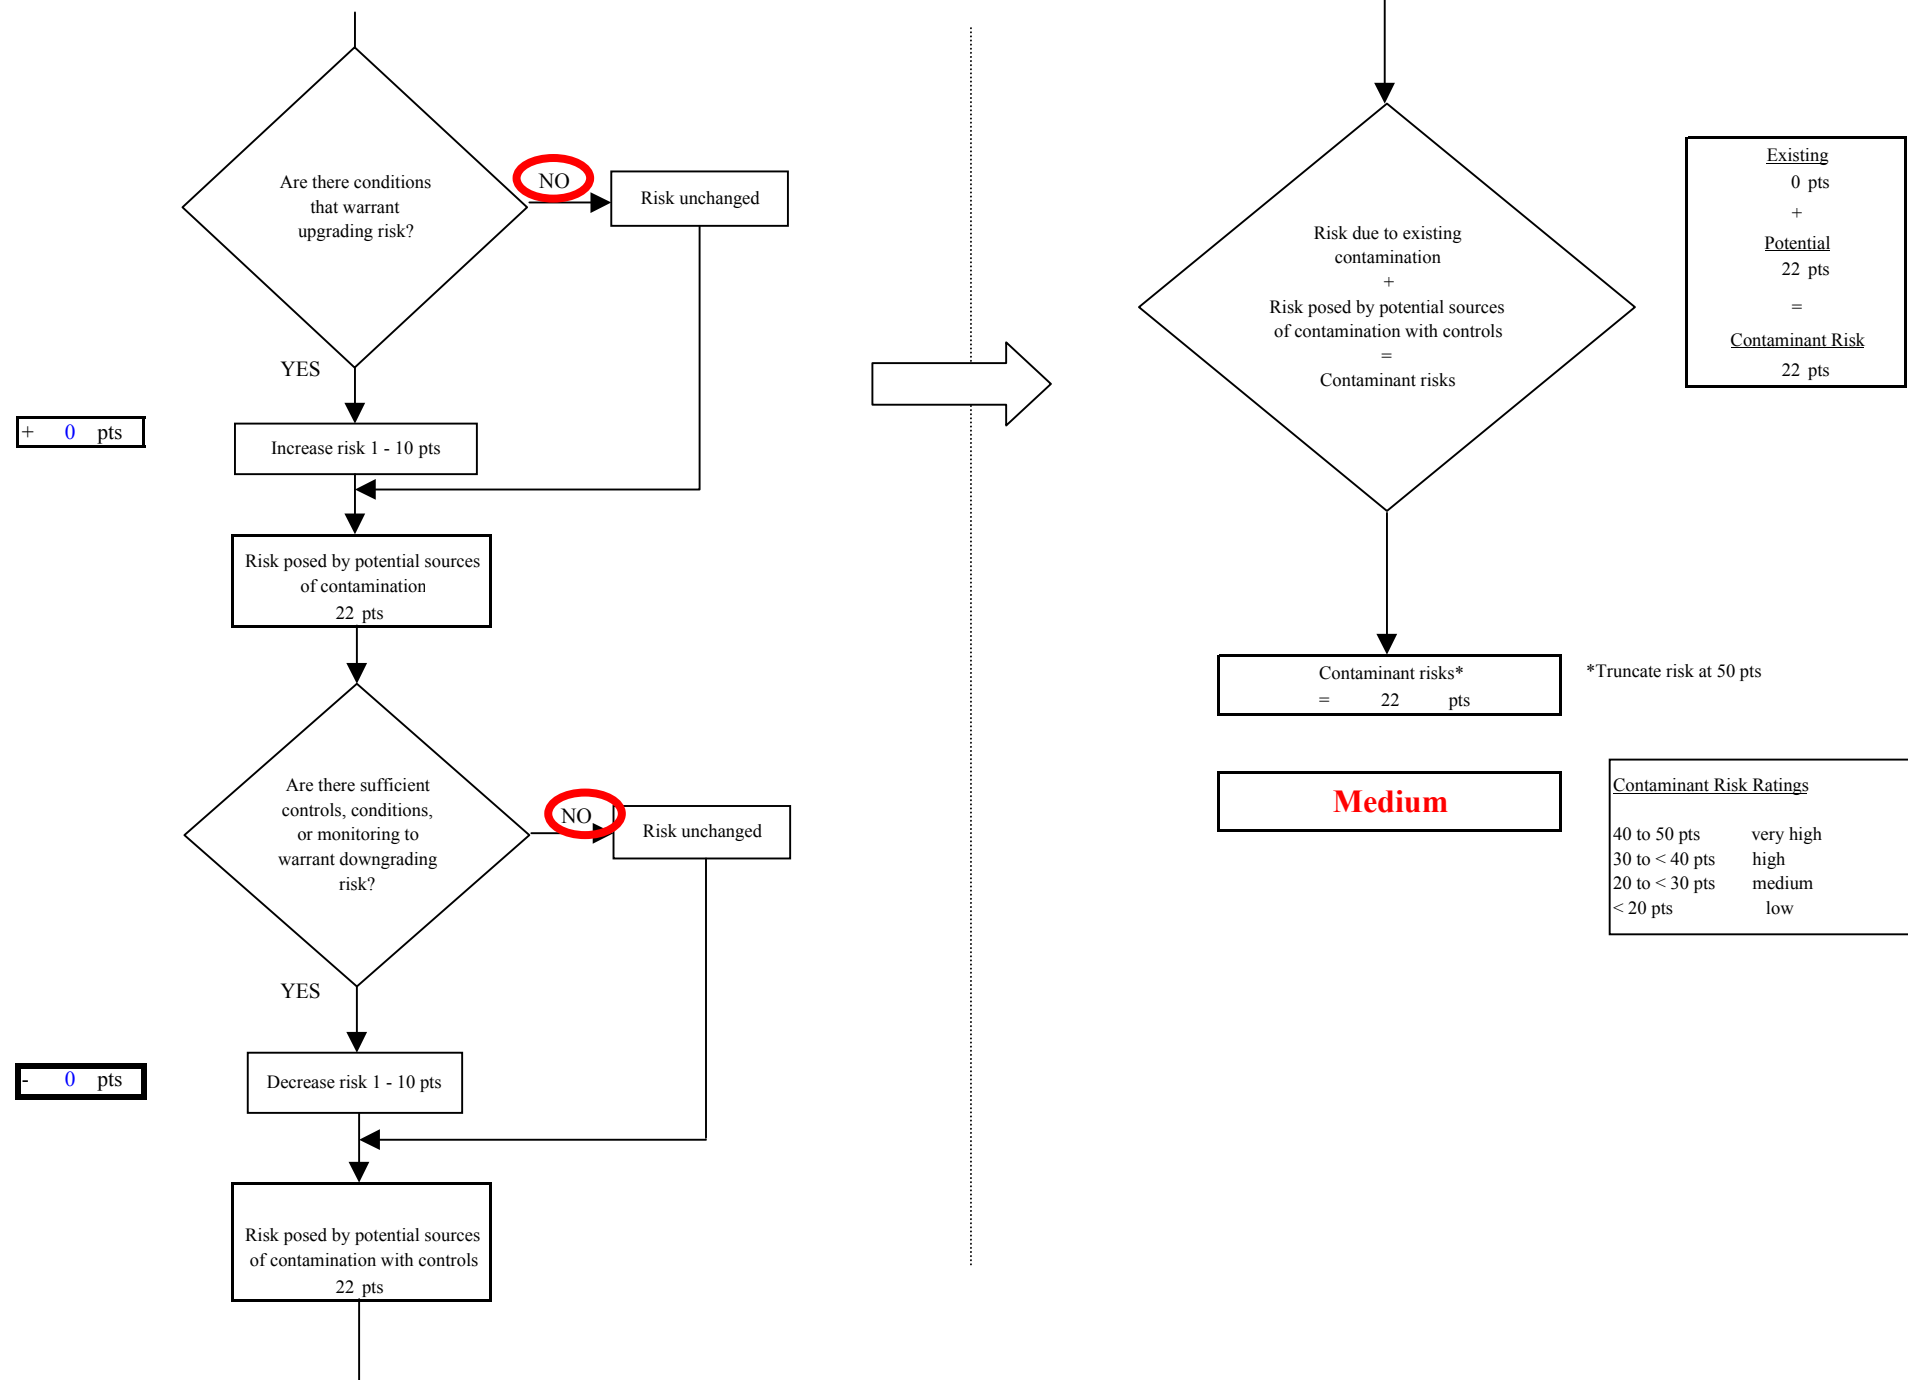 Are there conditions
that warrant
upgrading risk?
NO
Risk unchanged
YES
+ 0 pts
Increase risk 1 - 10 pts
Risk posed by potential sources
of contamination
22 pts
Are there sufficient
controls, conditions,
or monitoring to
warrant downgrading
risk?
NO
Risk unchanged
YES
- 0 pts
Decrease risk 1 - 10 pts
Risk posed by potential sources
of contamination with controls
22 pts
Risk due to existing
contamination
+
Risk posed by potential sources
of contamination with controls
=
Contaminant risks
Existing
0 pts
+
Potential
22 pts
=
Contaminant Risk
22 pts
Contaminant risks*
= 22 pts
*Truncate risk at 50 pts
Medium
Contaminant Risk Ratings
40 to 50 pts very high
30 to < 40 pts high
20 to < 30 pts medium
< 20 pts low